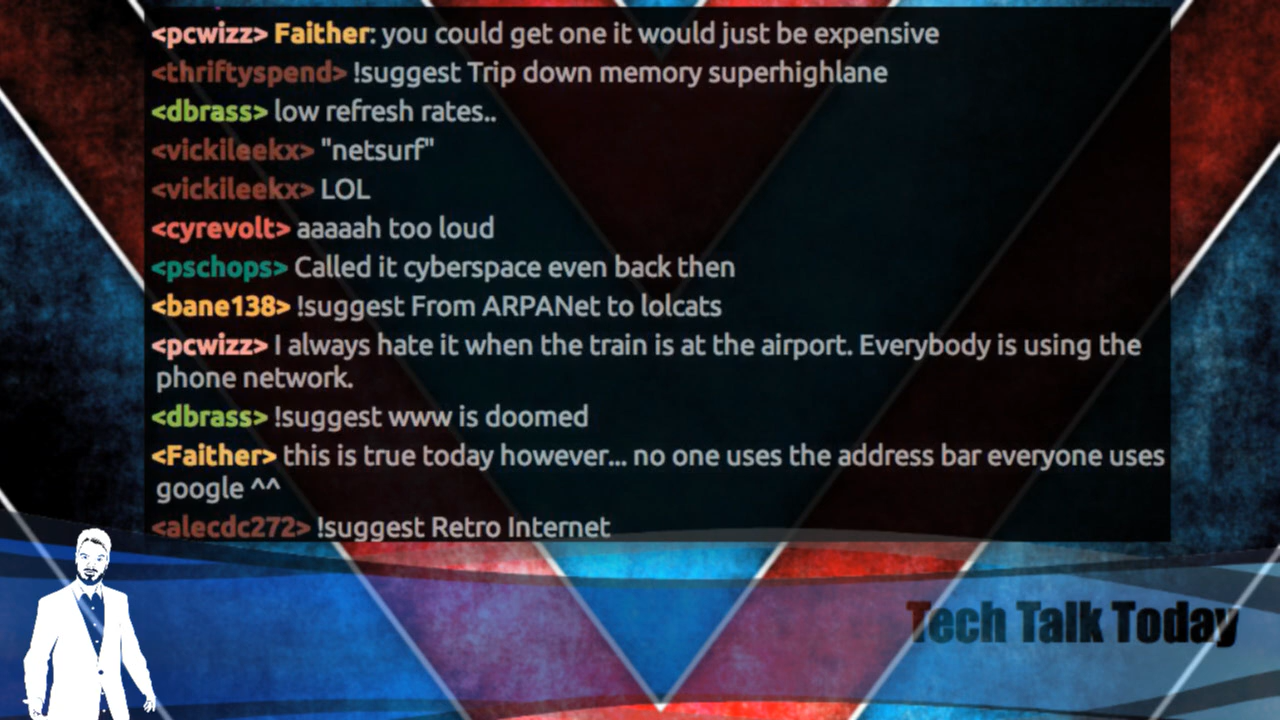 <pcwizz> Faither: you could get one it would just be expensive
<thriftyspend> !suggest Trip down memory superhighlane
<dbrass> low refresh rates..
<vickileekx> "netsurf"
<vickileekx> LOL
<cyrevolt> aaaaah too loud
<pschops> Called it cyberspace even back then
<bane138> !suggest From ARPANet to lolcats
<pcwizz> I always hate it when the train is at the airport. Everybody is using the
phone network.
<dbrass> !suggest www is doomed
<Faither> this is true today however... no one uses the address bar everyone uses
google ^^
<alecdc272> !suggest Retro Internet
Tech Talk Today